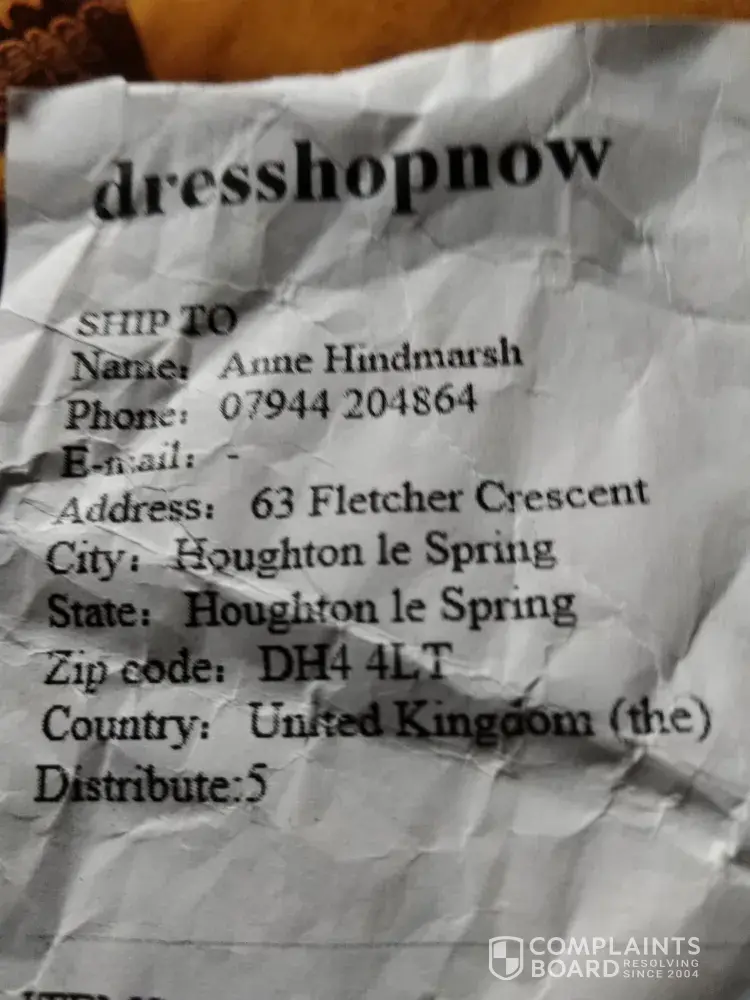 dresshopnow
SHIP TO
Name: Anne Hindmarsh
Phone: 07944 204864
E-mail: -
Address: 63 Fletcher Crescent
City: Houghton le Spring
State: Houghton le Spring
Zip code: DH4 4LT
Country: United Kingdom (the)
Distribute:5
COMPLAINTS
BOARD RESOLVING
SINCE 2004